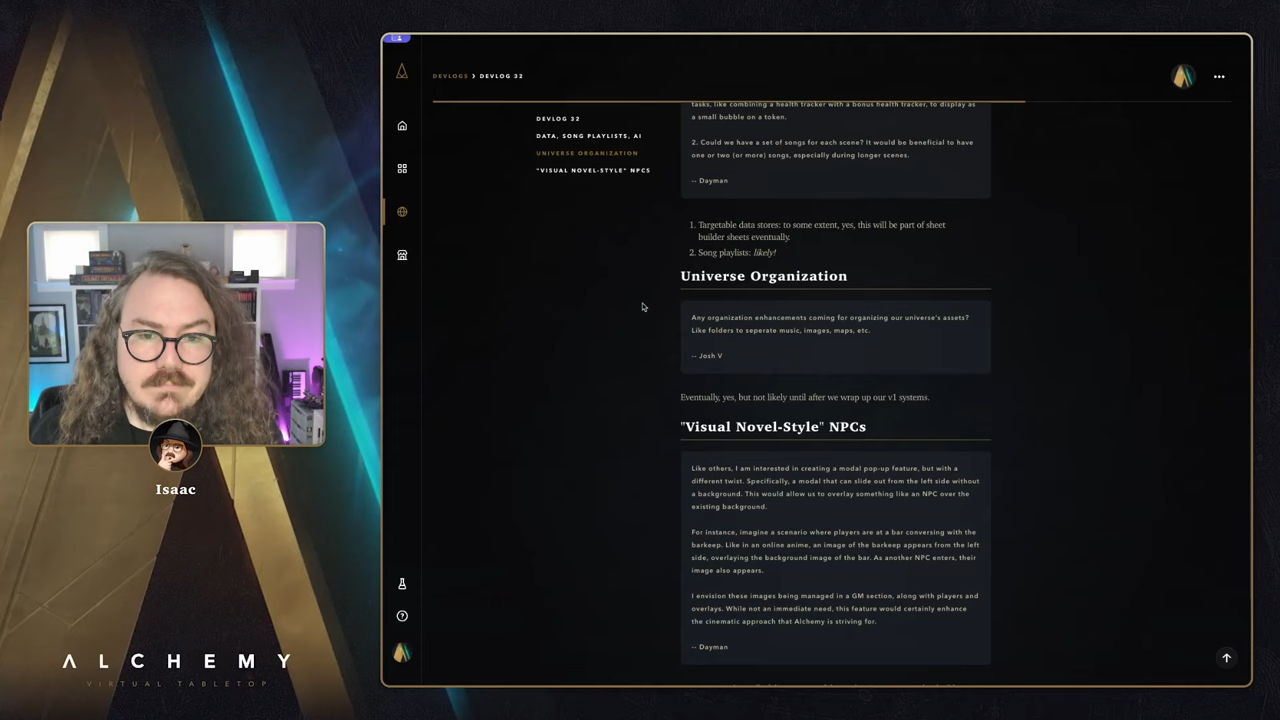 DEVLOGS › DEVLOG 32
DEVLOG 32
DATA, SONG PLAYLISTS, AI
UNIVERSE ORGANIZATION
"VISUAL NOVEL-STYLE" NPCS
tasks, like combining a health tracker with a bonus health tracker, to display as
a small bubble on a token.
2. Could we have a set of songs for each scene? It would be beneficial to have
one or two (or more) songs, especially during longer scenes.
-- Dayman
1. Targetable data stores: to some extent, yes, this will be part of sheet
builder sheets eventually.
2. Song playlists: likely!
Universe Organization
Any organization enhancements coming for organizing our universe's assets?
Like folders to seperate music, images, maps, etc.
-- Josh V
Eventually, yes, but not likely until after we wrap up our v1 systems.
"Visual Novel-Style" NPCs
Like others, I am interested in creating a modal pop-up feature, but with a
different twist. Specifically, a modal that can slide out from the left side without
a background. This would allow us to overlay something like an NPC over the
existing background.
For instance, imagine a scenario where players are at a bar conversing with the
barkeep. Like in an online anime, an image of the barkeep appears from the left
side, overlaying the background image of the bar. As another NPC enters, their
image also appears.
I envision these images being managed in a GM section, along with players and
overlays. While not an immediate need, this feature would certainly enhance
the cinematic approach that Alchemy is striving for.
-- Dayman
Isaac
ALCHEMY
VIRTUAL TABLETOP